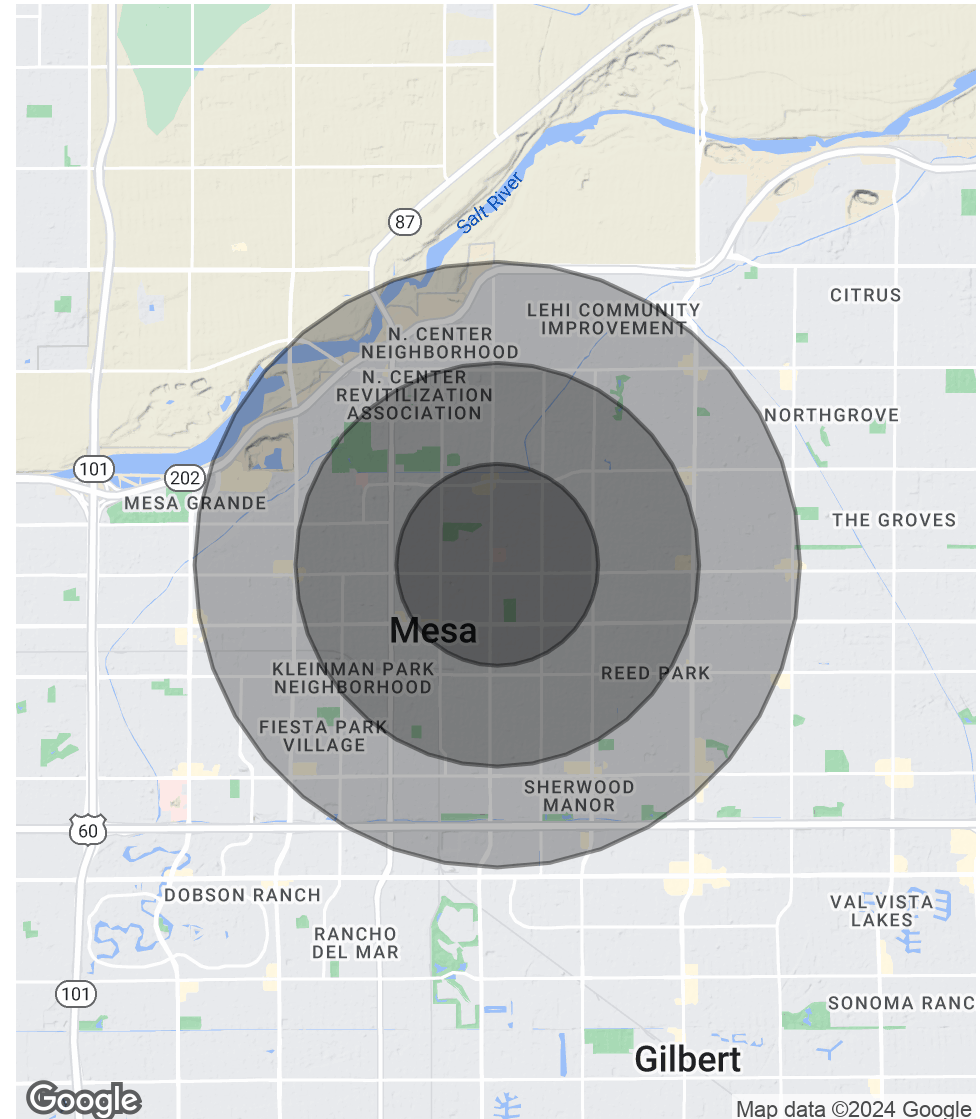 87
Salt River
CITRUS
LEHI COMMUNITY
IMPROVEMENT
N. CENTER
NEIGHBORHOOD
N. CENTER
REVITILIZATION
ASSOCIATION
NORTHGROVE
101
202
MESA GRANDE
THE GROVES
Mesa
KLEINMAN PARK
NEIGHBORHOOD
REED PARK
FIESTA PARK
VILLAGE
SHERWOOD
MANOR
60
DOBSON RANCH
VAL VISTA
LAKES
RANCHO
DEL MAR
101
SONOMA RANC
Gilbert
Google
Map data ©2024 Google